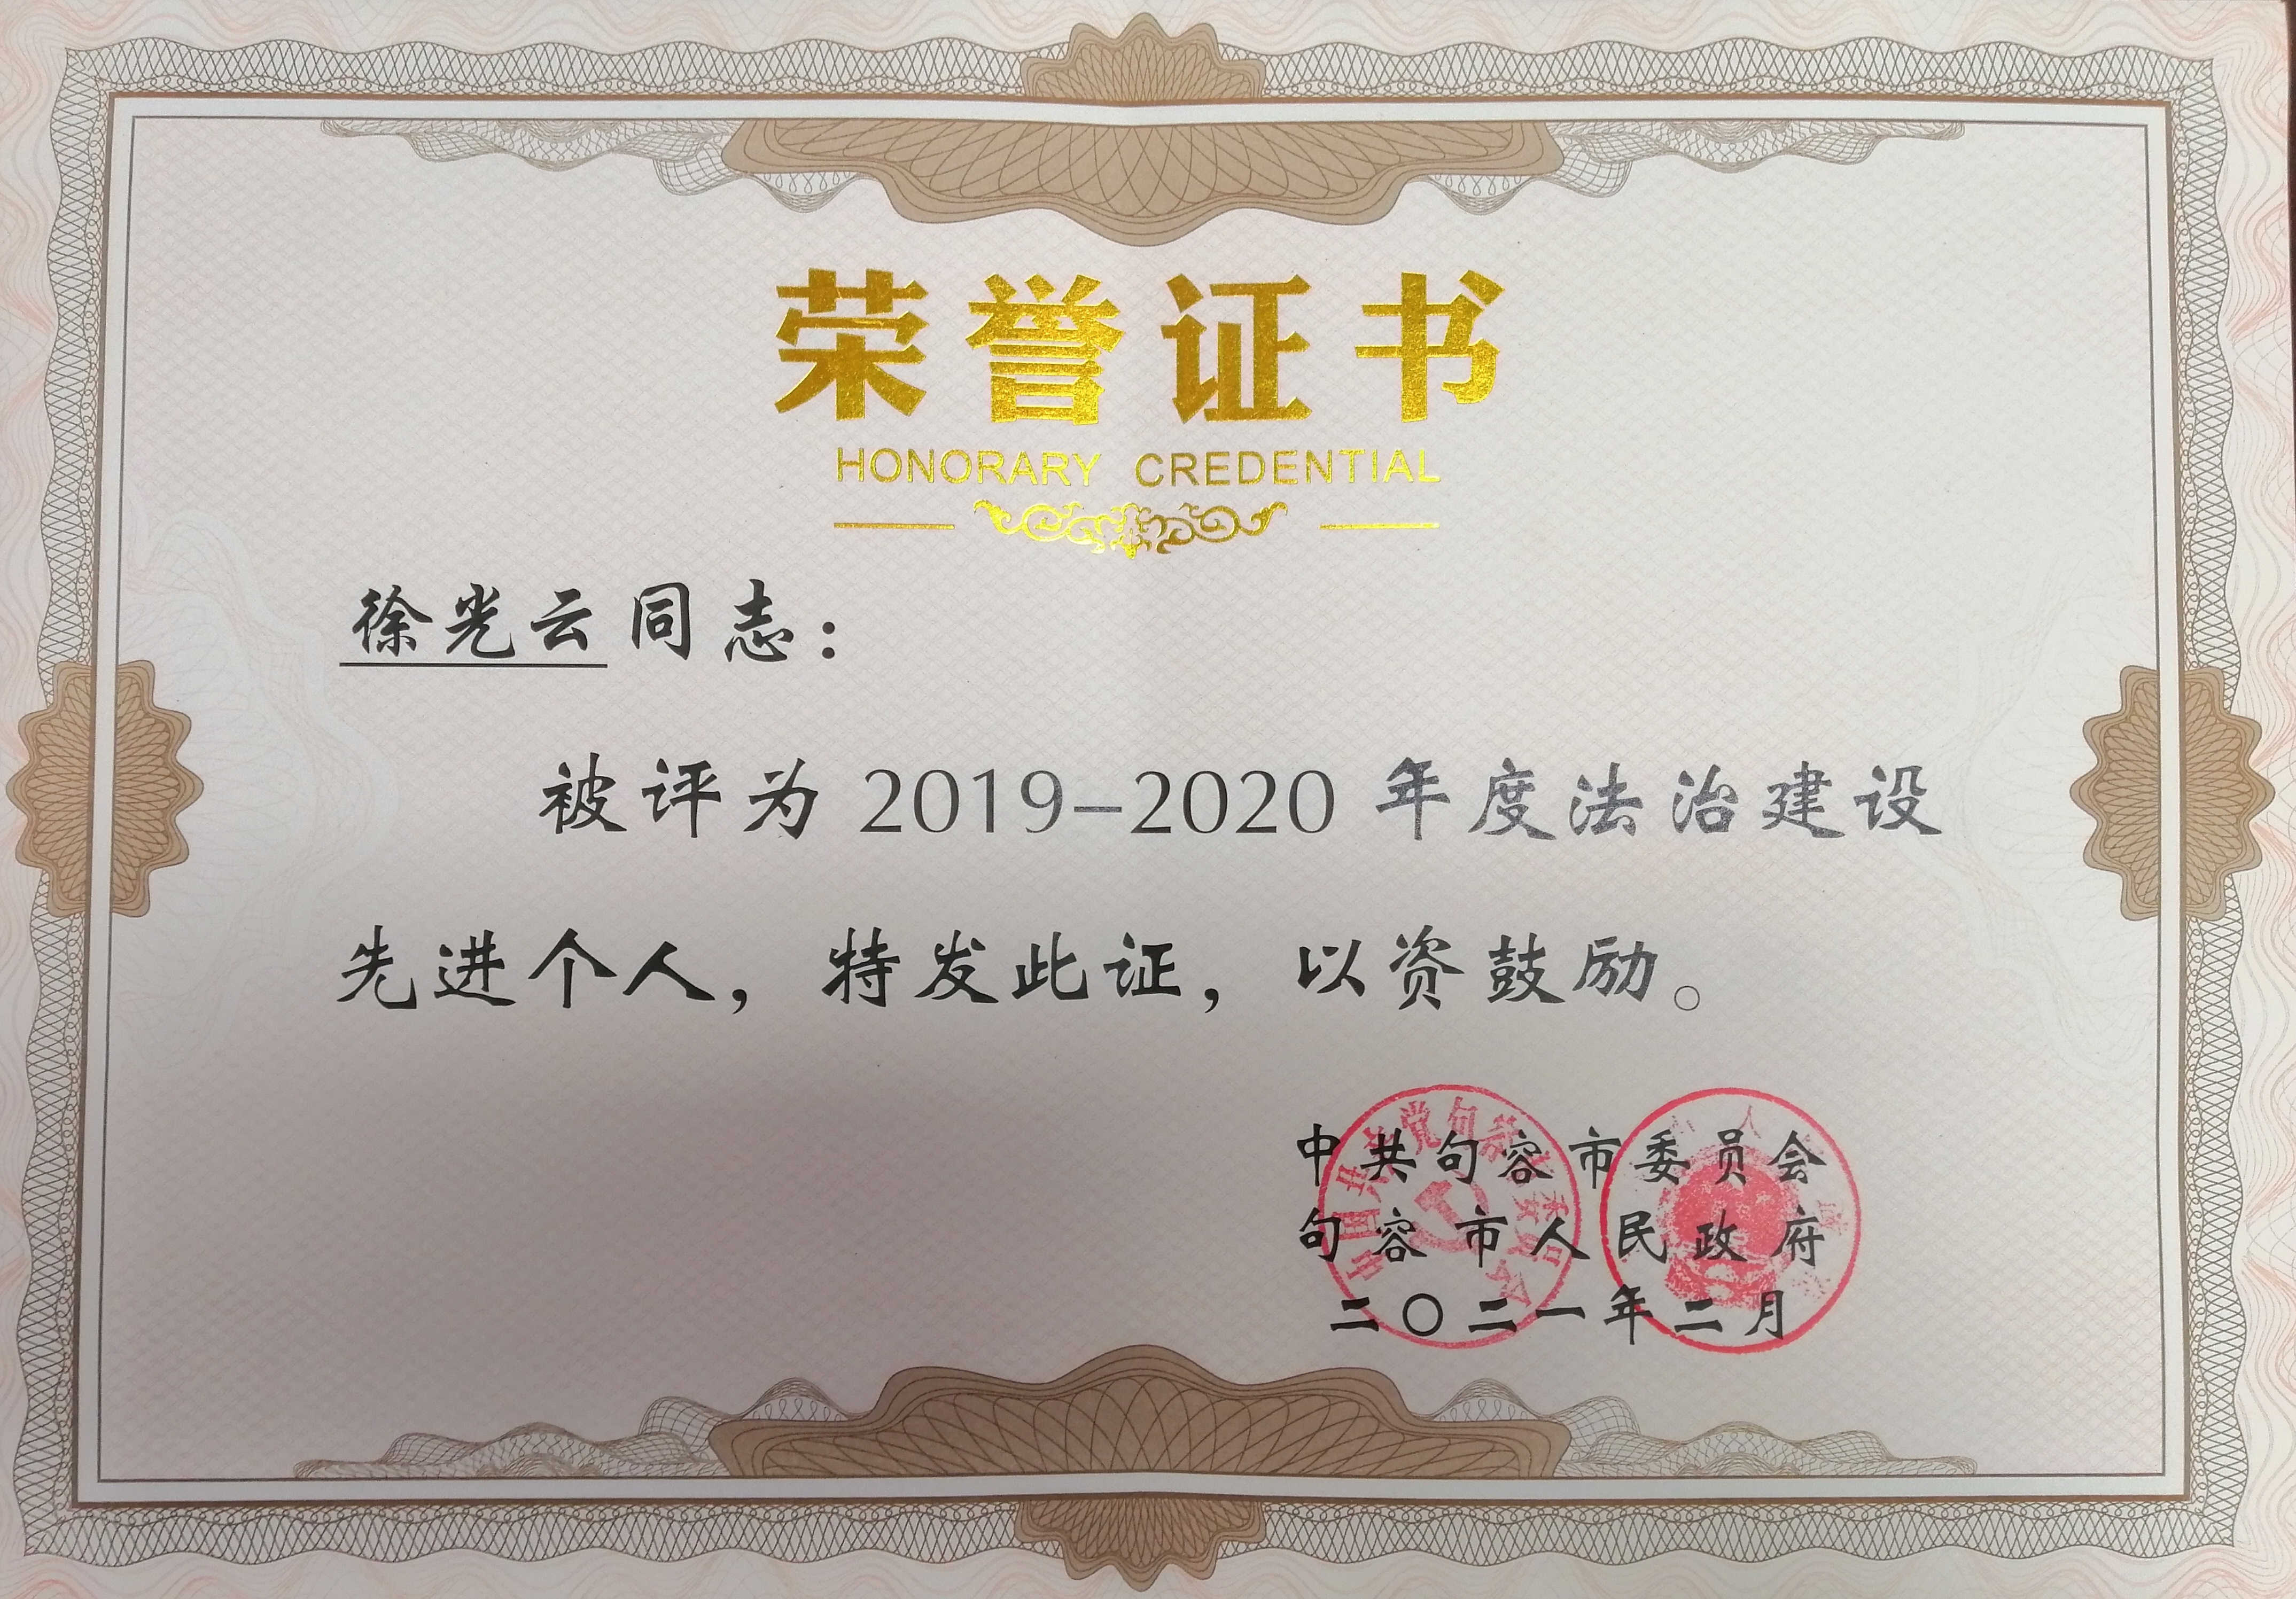 荣誉证书
HONORARY CREDENTIAL
徐光云同志：
被评为2019-2020年度法治建设
先进个人，特发此证，以资鼓励。
中共句容市委员会
句容市人民政府
二〇二一年二月